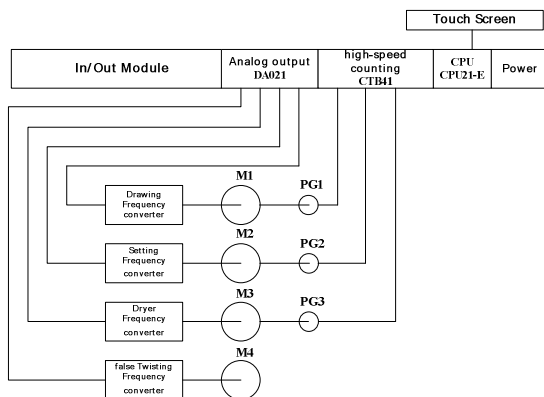 Touch Screen
In/Out Module
Analog output
DA021
high-speed
counting
CTB41
CPU
CPU21-E
Power
M1
PG1
Drawing
Frequency
converter
M2
PG2
Setting
Frequency
converter
M3
PG3
Dryer
Frequency
converter
M4
false Twisting
Frequency
converter